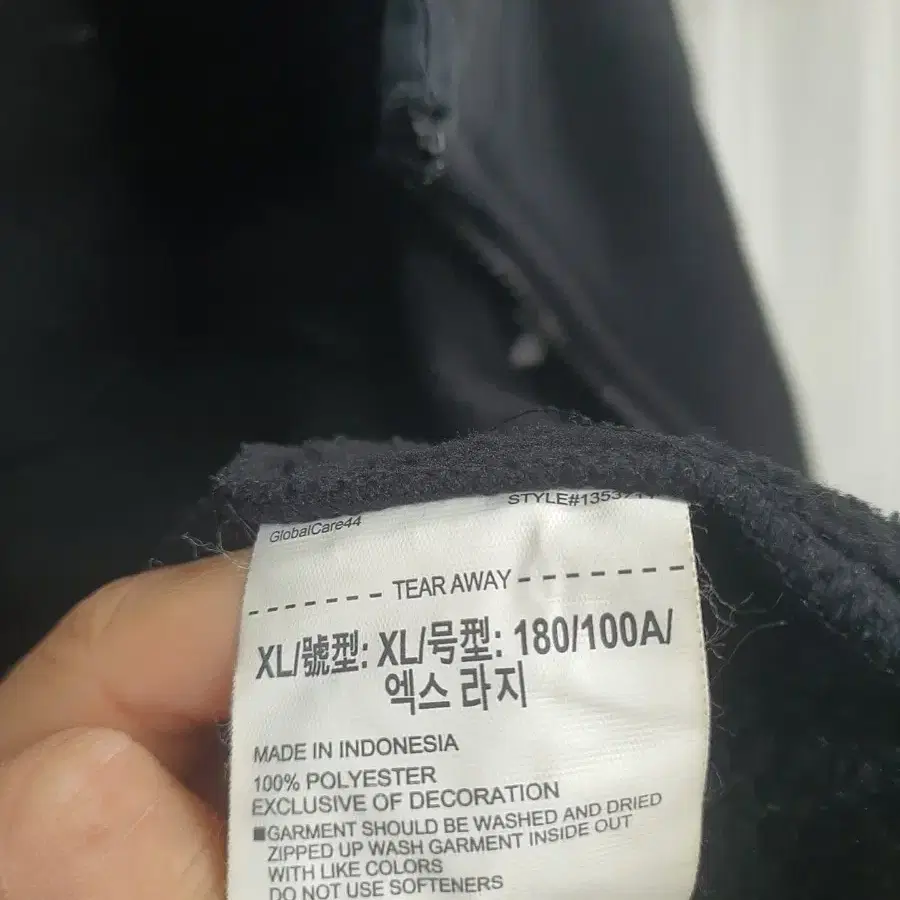 GlobalCare44
TEAR AWAY
XL/號型: XL/号型: 180/100A/
엑스 라지
MADE IN INDONESIA
100% POLYESTER
EXCLUSIVE OF DECORATION
■GARMENT SHOULD BE WASHED AND DRIED
ZIPPED UP WASH GARMENT INSIDE OUT
WITH LIKE COLORS
DO NOT USE SOFTENERS